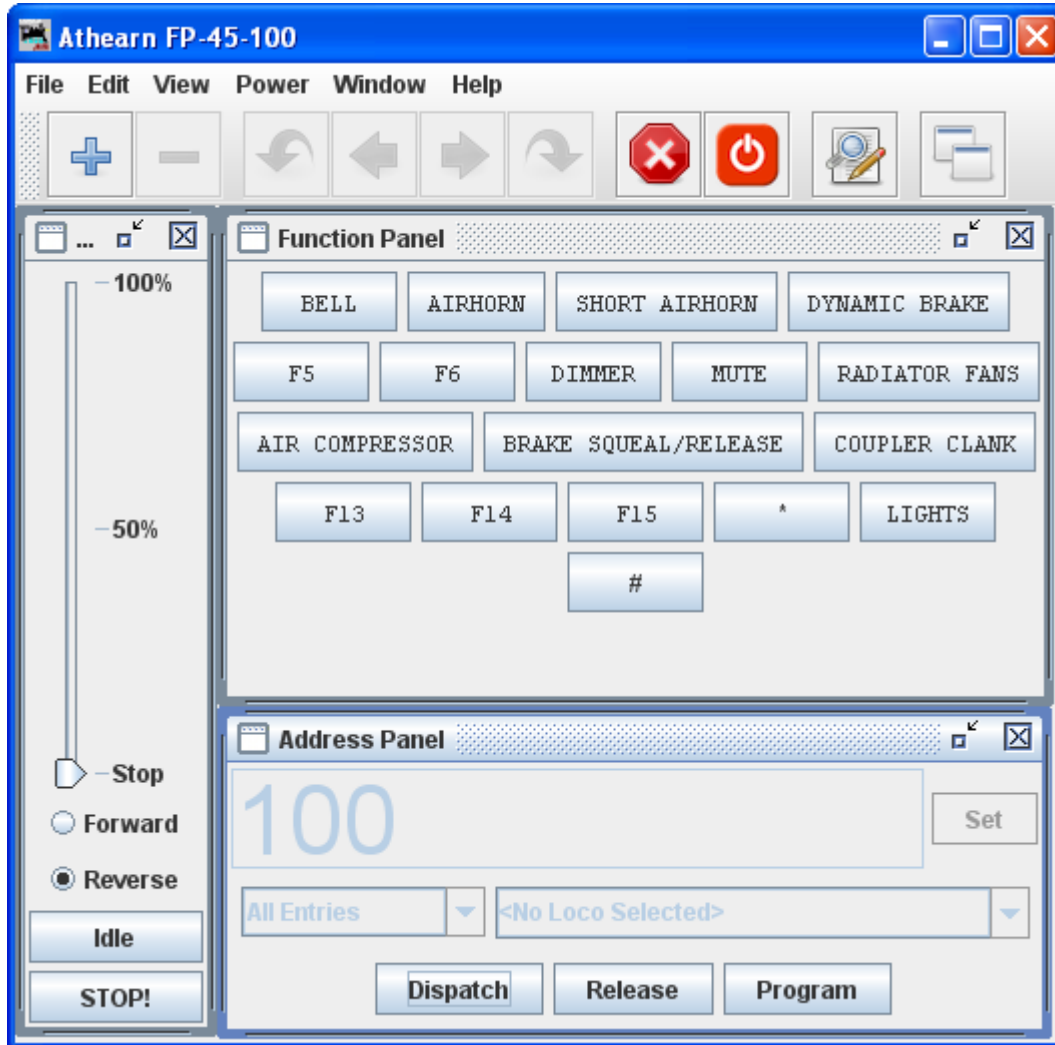 Athearn FP-45-100
File Edit View Power Window Help
...
100%
50%
Stop
Forward
Reverse
Idle
STOP!
Function Panel
BELL AIRHORN SHORT AIRHORN DYNAMIC BRAKE
F5 F6 DIMMER MUTE RADIATOR FANS
AIR COMPRESSOR BRAKE SQUEAL/RELEASE COUPLER CLANK
F13 F14 F15 * LIGHTS
#
Address Panel
100 Set
All Entries <No Loco Selected>
Dispatch Release Program